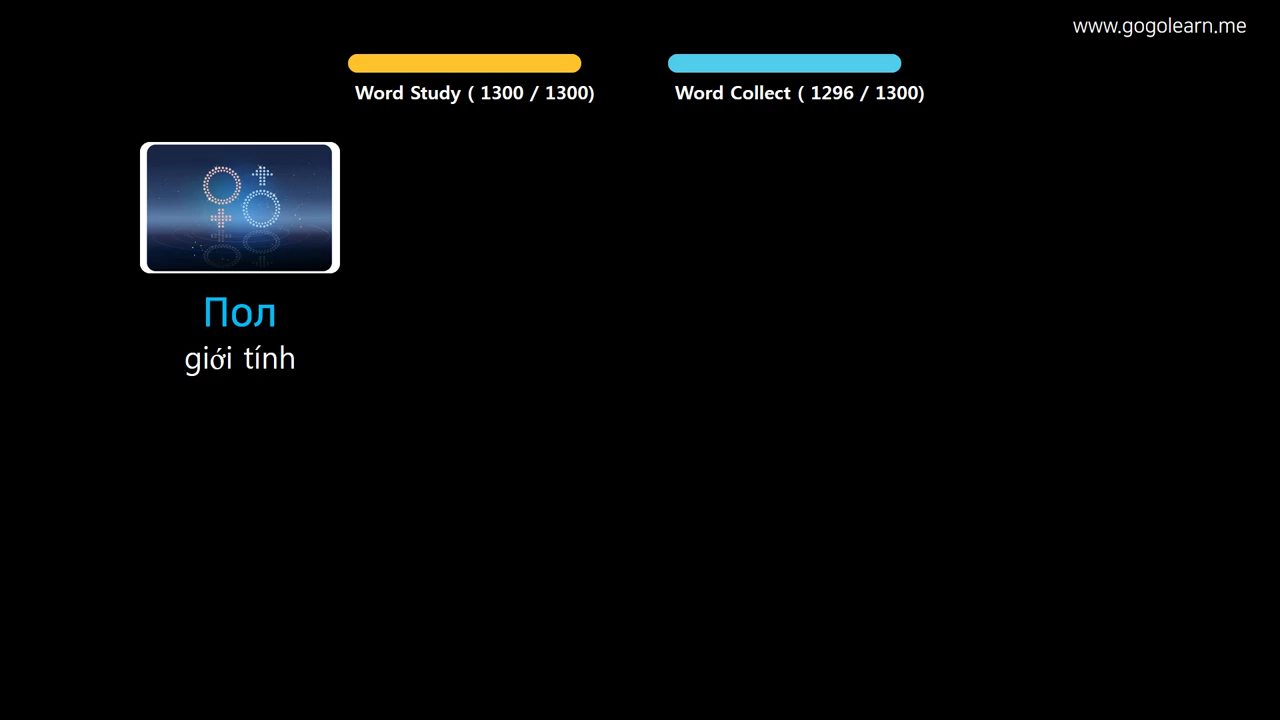 www.gogolearn.me
Word Study ( 1300 / 1300)
Word Collect ( 1296 / 1300)
Пол
giới tính